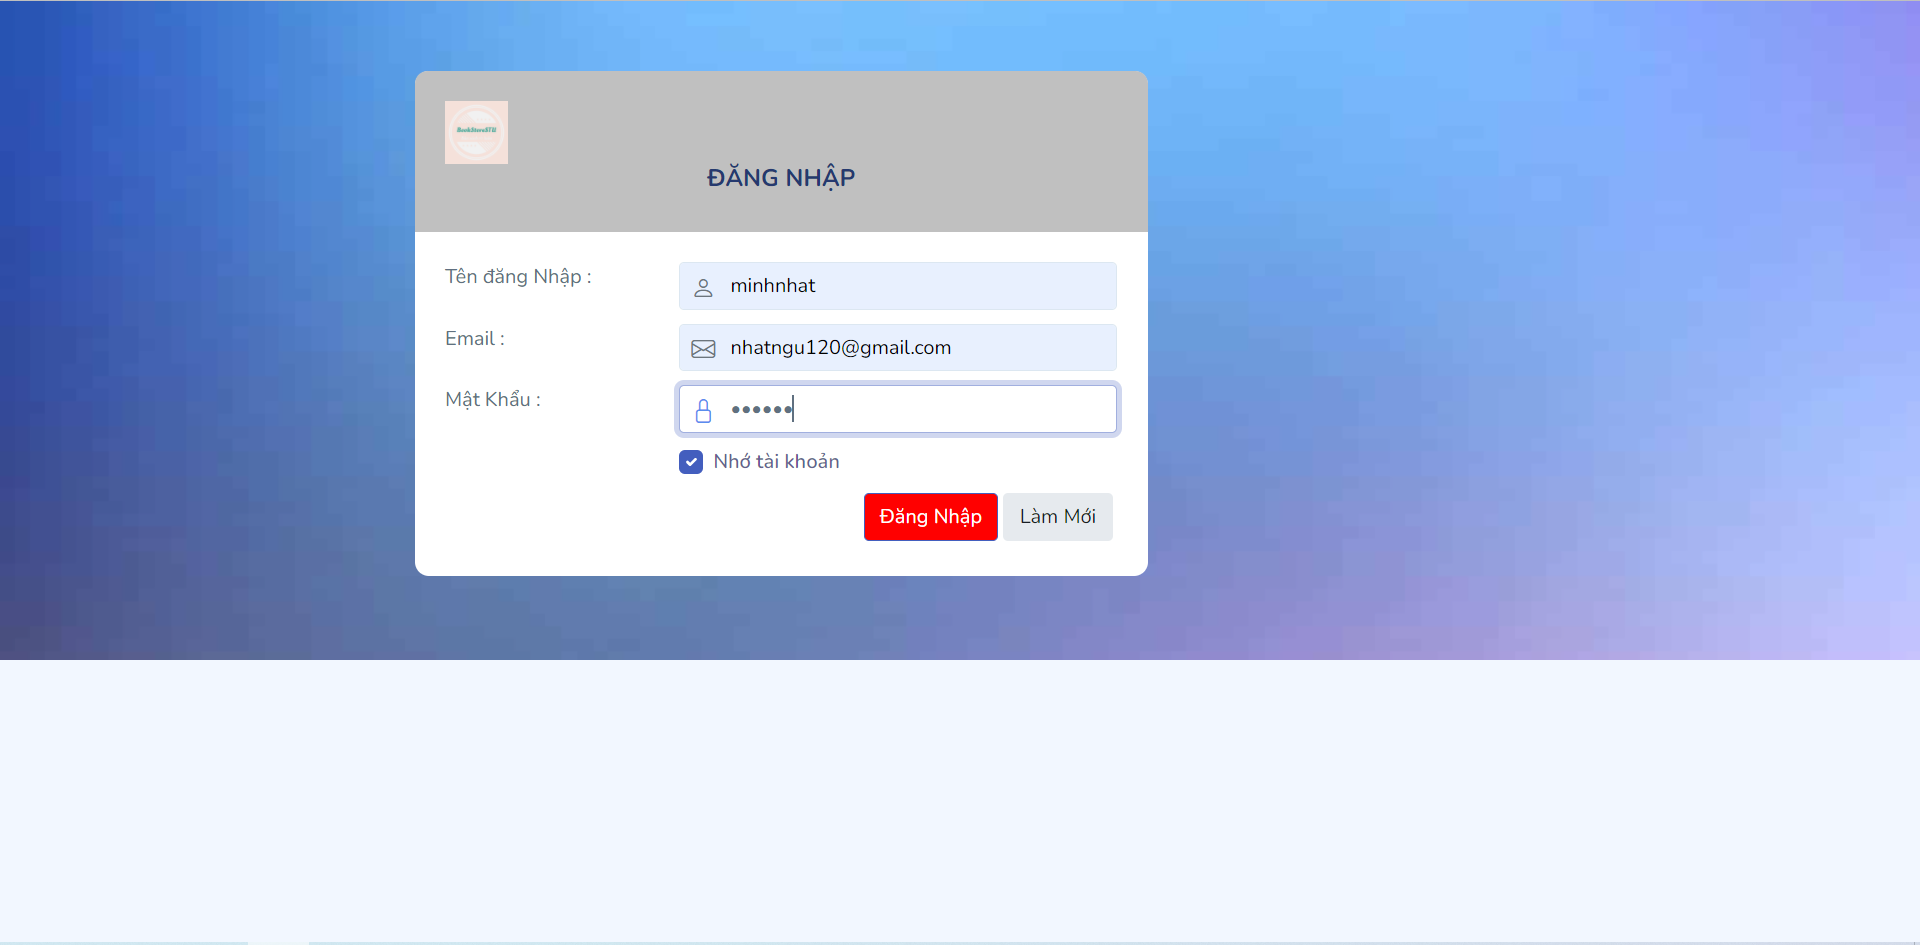 BookStoreSTU
ĐĂNG NHẬP
Tên đăng Nhập :
minhnhat
Email :
nhatngu120@gmail.com
Mật Khẩu :
••••••
Nhớ tài khoản
Đăng Nhập
Làm Mới